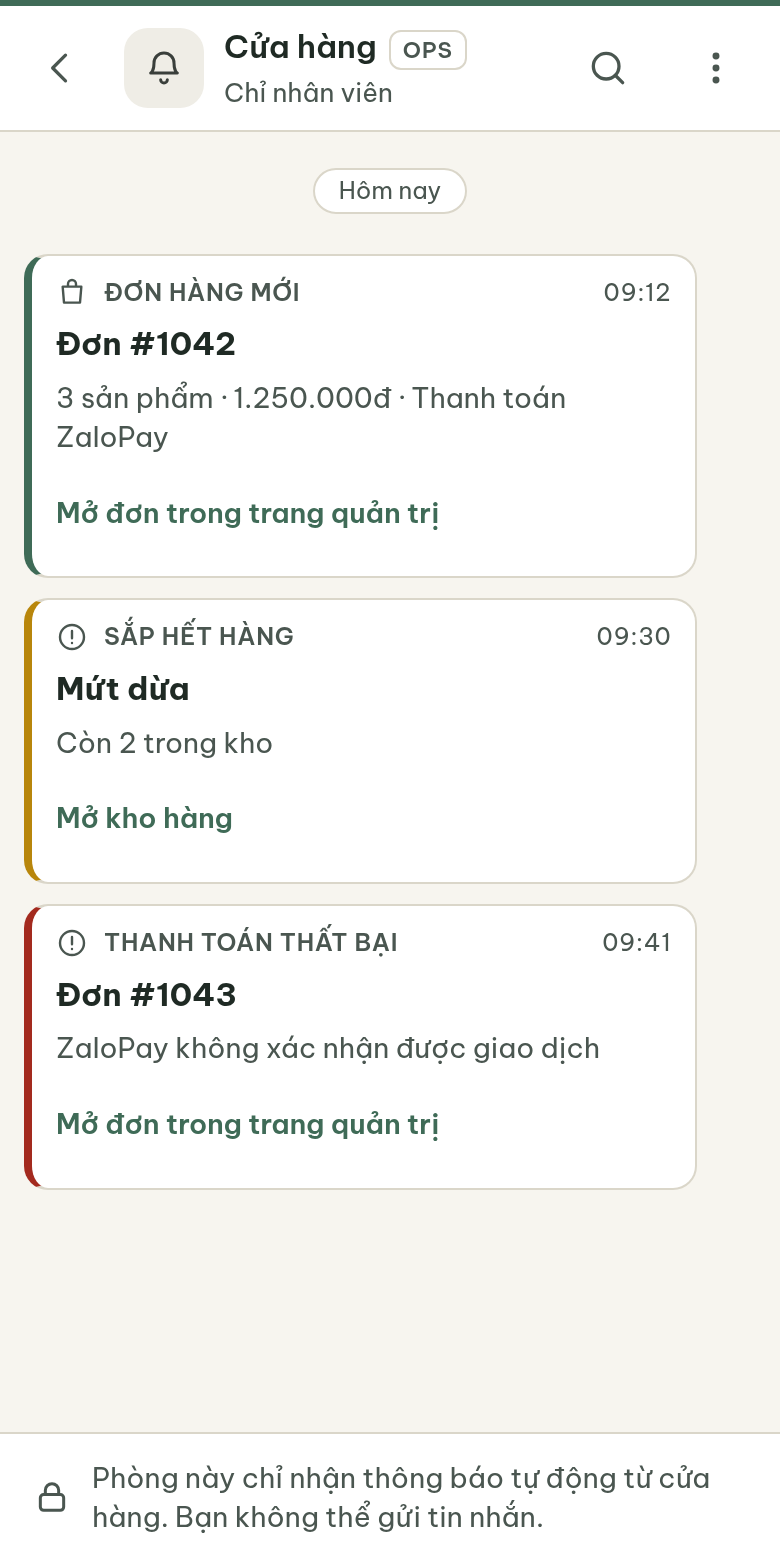 Cửa hàng OPS
Chỉ nhân viên
Hôm nay
ĐƠN HÀNG MỚI 09:12
Đơn #1042
3 sản phẩm · 1.250.000đ · Thanh toán
ZaloPay
Mở đơn trong trang quản trị
SẮP HẾT HÀNG 09:30
Mứt dừa
Còn 2 trong kho
Mở kho hàng
THANH TOÁN THẤT BẠI 09:41
Đơn #1043
ZaloPay không xác nhận được giao dịch
Mở đơn trong trang quản trị
Phòng này chỉ nhận thông báo tự động từ cửa
hàng. Bạn không thể gửi tin nhắn.